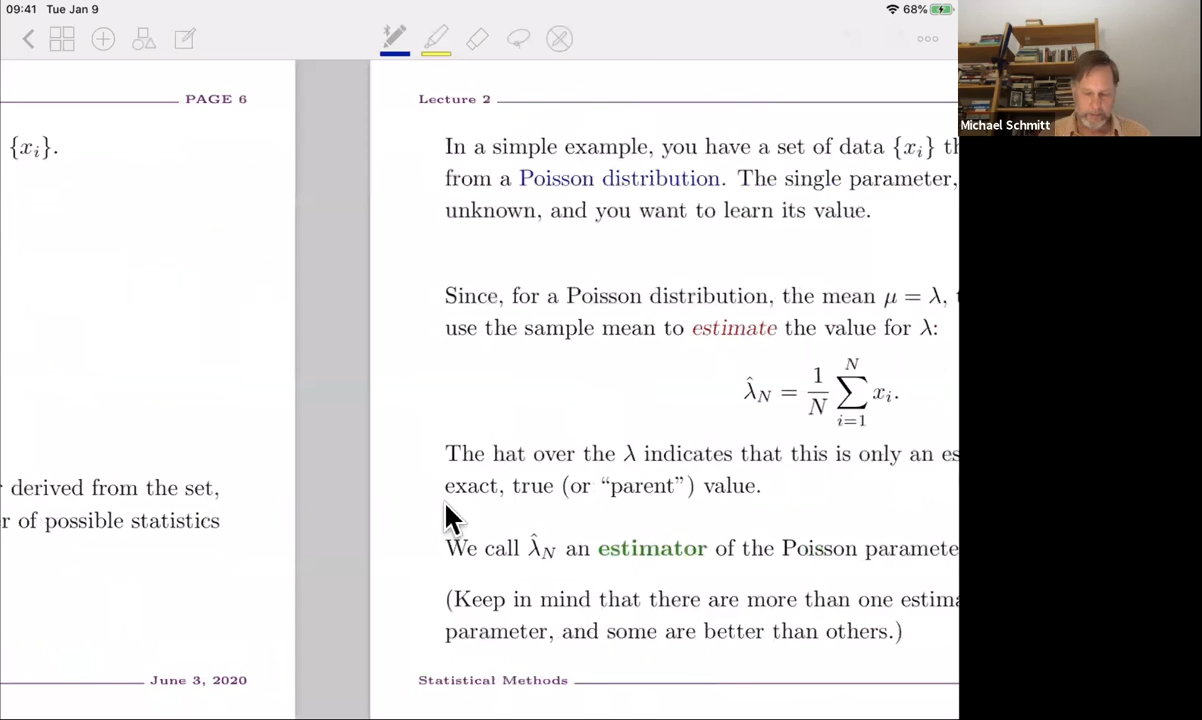 09:41 Tue Jan 9
68%
PAGE 6
{x_i}.
derived from the set,
r of possible statistics
June 3, 2020
Lecture 2
In a simple example, you have a set of data {x_i} th
from a Poisson distribution. The single parameter,
unknown, and you want to learn its value.
Since, for a Poisson distribution, the mean μ = λ,
use the sample mean to estimate the value for λ:
λ̂_N = 1/N ∑_{i=1}^{N} x_i.
The hat over the λ indicates that this is only an es
exact, true (or “parent”) value.
We call λ̂_N an estimator of the Poisson paramete
(Keep in mind that there are more than one estima
parameter, and some are better than others.)
Statistical Methods
Michael Schmitt